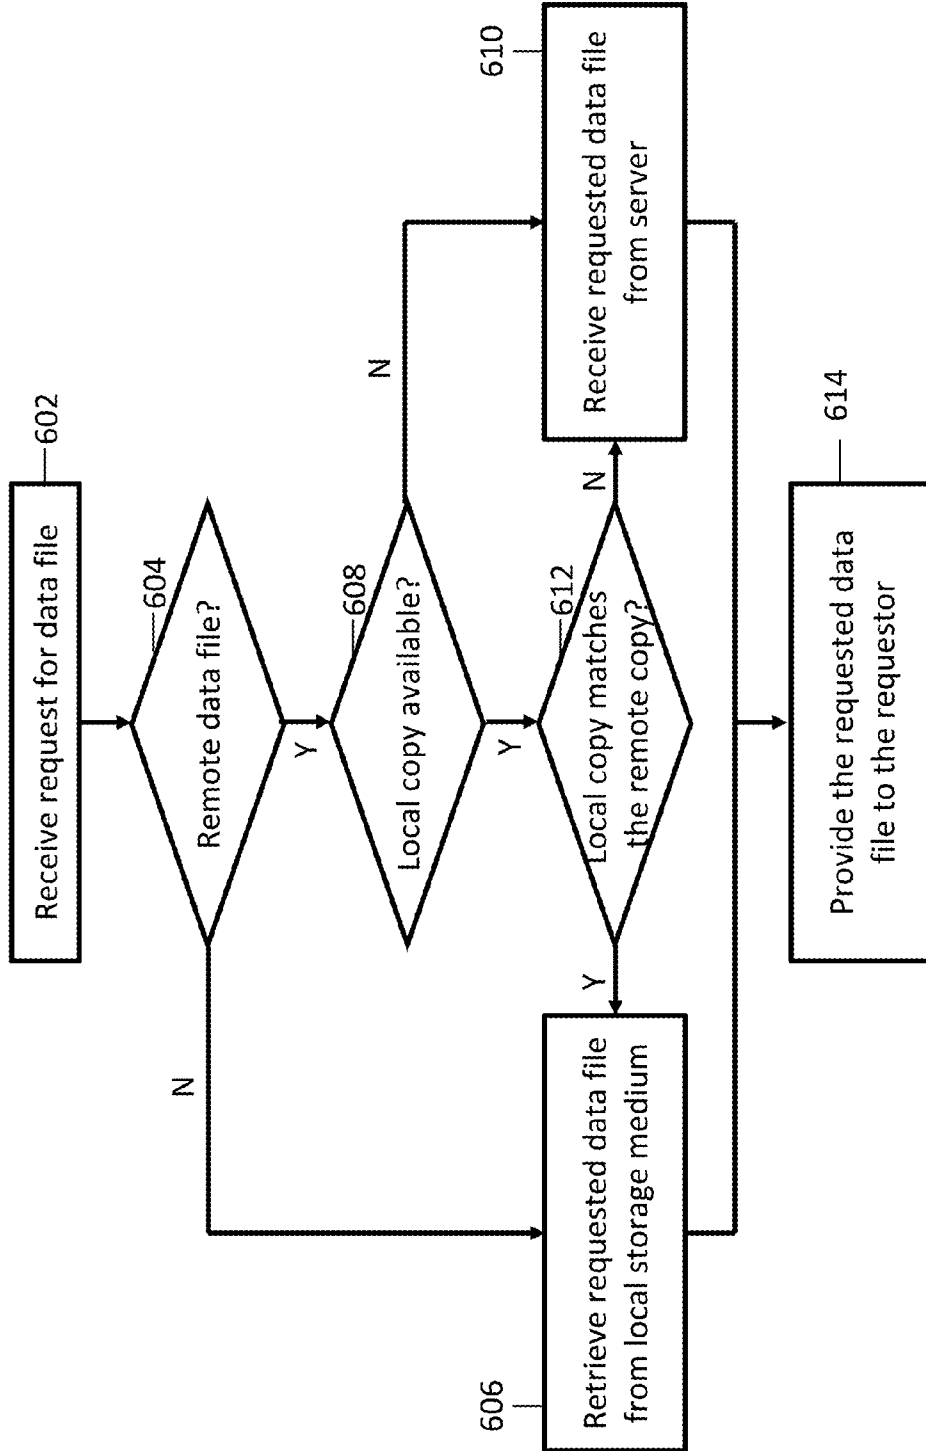 Receive request for data file
602
604
Remote data file?
N
Y
608
Local copy available?
N
Y
612
Local copy matches
the remote copy?
Y
N
606
Retrieve requested data file
from local storage medium
610
Receive requested data file
from server
614
Provide the requested data
file to the requestor